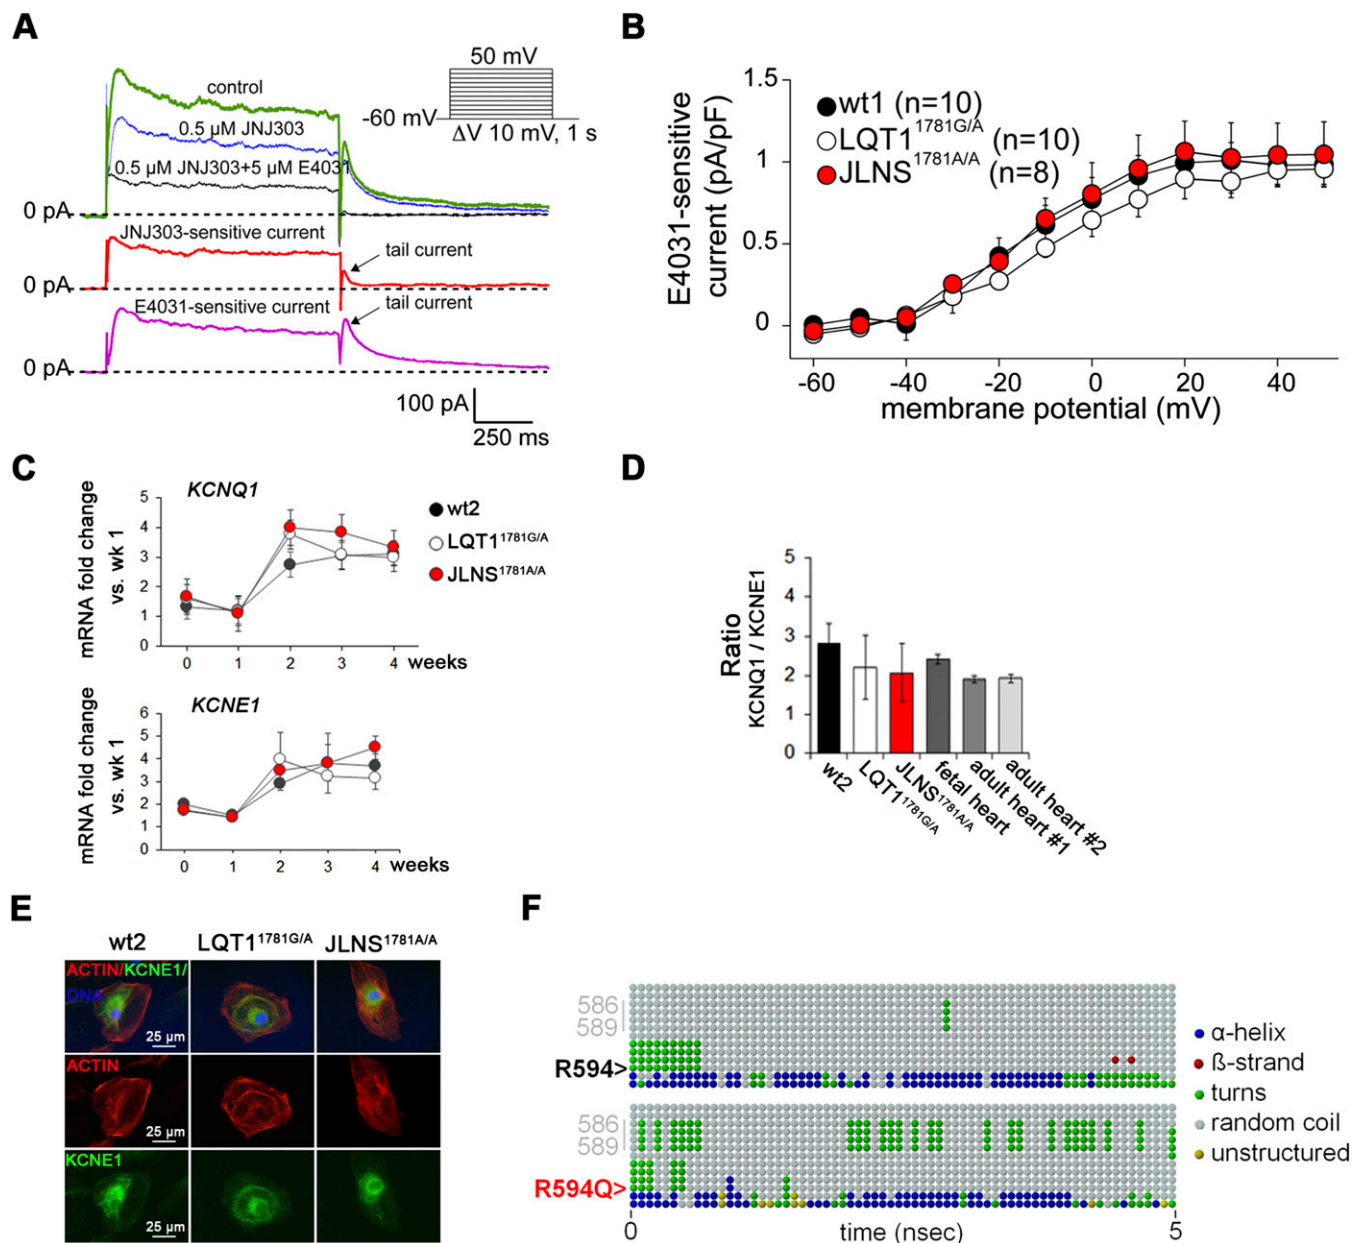 A
control
0.5 µM JNJ303
0.5 µM JNJ303+5 µM E4031
0 pA
JNJ303-sensitive current
tail current
0 pA
E4031-sensitive current
tail current
0 pA
50 mV
-60 mV
ΔV 10 mV, 1 s
100 pA
250 ms
B
E4031-sensitive
current (pA/pF)
1.5
1
0.5
0
wt1 (n=10)
LQT1 1781G/A (n=10)
JLNS 1781A/A (n=8)
-60 -40 -20 0 20 40
membrane potential (mV)
C
KCNQ1
mRNA fold change
vs. wk 1
5
4
3
2
1
0
0 1 2 3 4 weeks
wt2
LQT1 1781G/A
JLNS 1781A/A
KCNE1
mRNA fold change
vs. wk 1
6
5
4
3
2
1
0
0 1 2 3 4 weeks
D
Ratio
KCNQ1 / KCNE1
5
4
3
2
1
0
wt2
LQT1 1781G/A
JLNS 1781A/A
fetal heart
adult heart #1
adult heart #2
E
wt2 LQT1 1781G/A JLNS 1781A/A
ACTIN/KCNE1/
DNA
25 µm
ACTIN
25 µm
KCNE1
25 µm
F
586
589
R594>
586
589
R594Q>
0 time (nsec) 5
α-helix
ß-strand
turns
random coil
unstructured